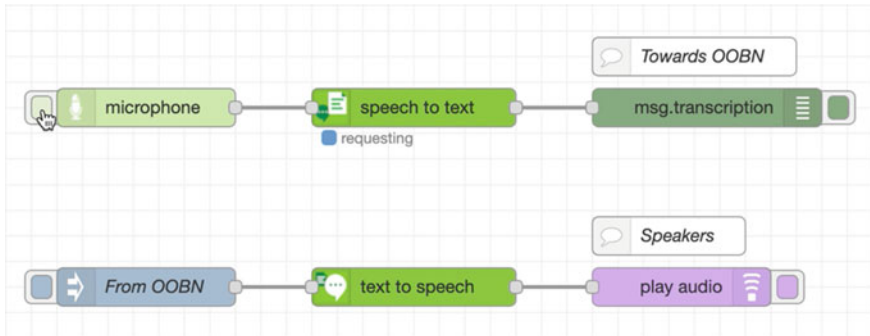 Towards OOBN
microphone
speech to text
msg.transcription
requesting
Speakers
From OOBN
text to speech
play audio